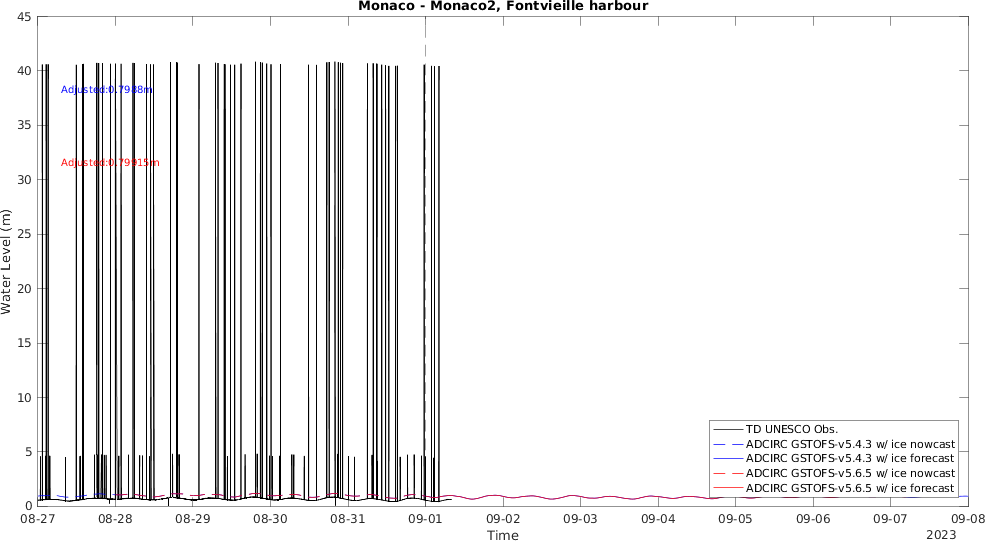 Monaco - Monaco2, Fontvieille harbour
45
40
35
30
25
20
15
10
5
0
Water Level (m)
Adjusted:0.7988m
Adjusted:0.79915m
TD UNESCO Obs.
ADCIRC GSTOFS-v5.4.3 w/ ice nowcast
ADCIRC GSTOFS-v5.4.3 w/ ice forecast
ADCIRC GSTOFS-v5.6.5 w/ ice nowcast
ADCIRC GSTOFS-v5.6.5 w/ ice forecast
08-27 08-28 08-29 08-30 08-31 09-01 09-02 09-03 09-04 09-05 09-06 09-07 09-08
Time
2023